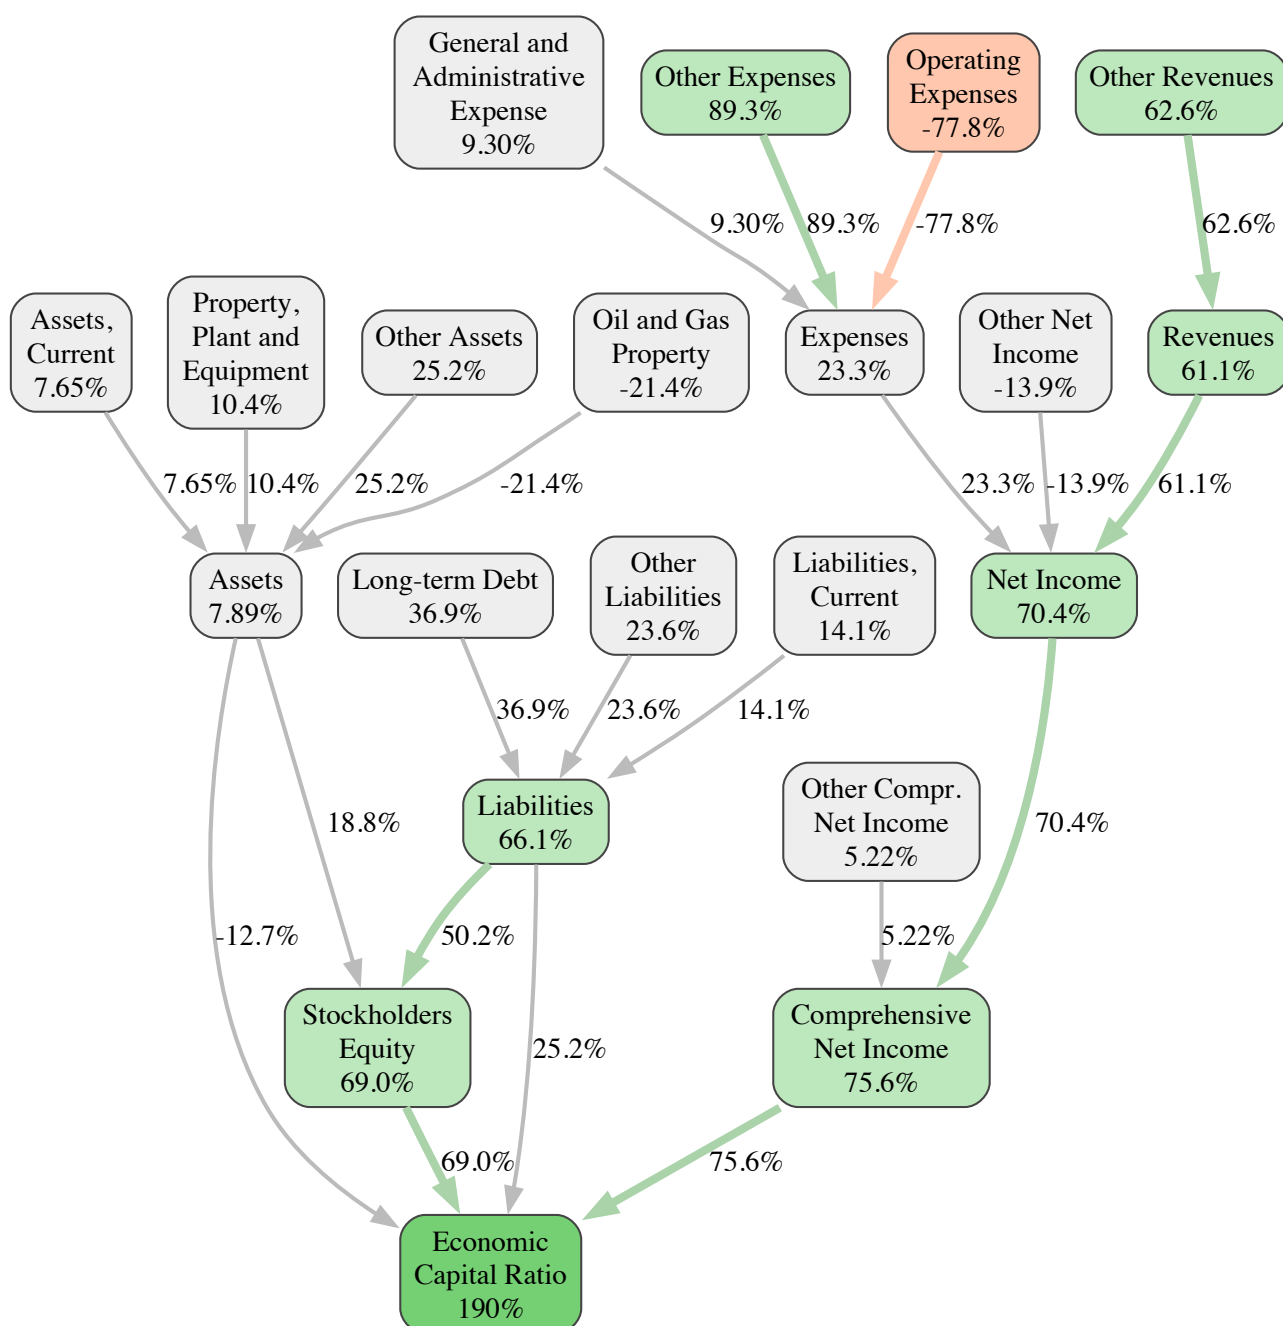 General and
Administrative
Expense
9.30%
Other Expenses
89.3%
Operating
Expenses
-77.8%
Other Revenues
62.6%
9.30%
89.3%
-77.8%
62.6%
Assets,
Current
7.65%
Property,
Plant and
Equipment
10.4%
Other Assets
25.2%
Oil and Gas
Property
-21.4%
Expenses
23.3%
Other Net
Income
-13.9%
Revenues
61.1%
7.65%
10.4%
25.2%
-21.4%
23.3%
-13.9%
61.1%
Assets
7.89%
Long-term Debt
36.9%
Other
Liabilities
23.6%
Liabilities,
Current
14.1%
Net Income
70.4%
36.9%
23.6%
14.1%
18.8%
Liabilities
66.1%
Other Compr.
Net Income
5.22%
70.4%
-12.7%
50.2%
5.22%
Stockholders
Equity
69.0%
25.2%
Comprehensive
Net Income
75.6%
69.0%
75.6%
Economic
Capital Ratio
190%